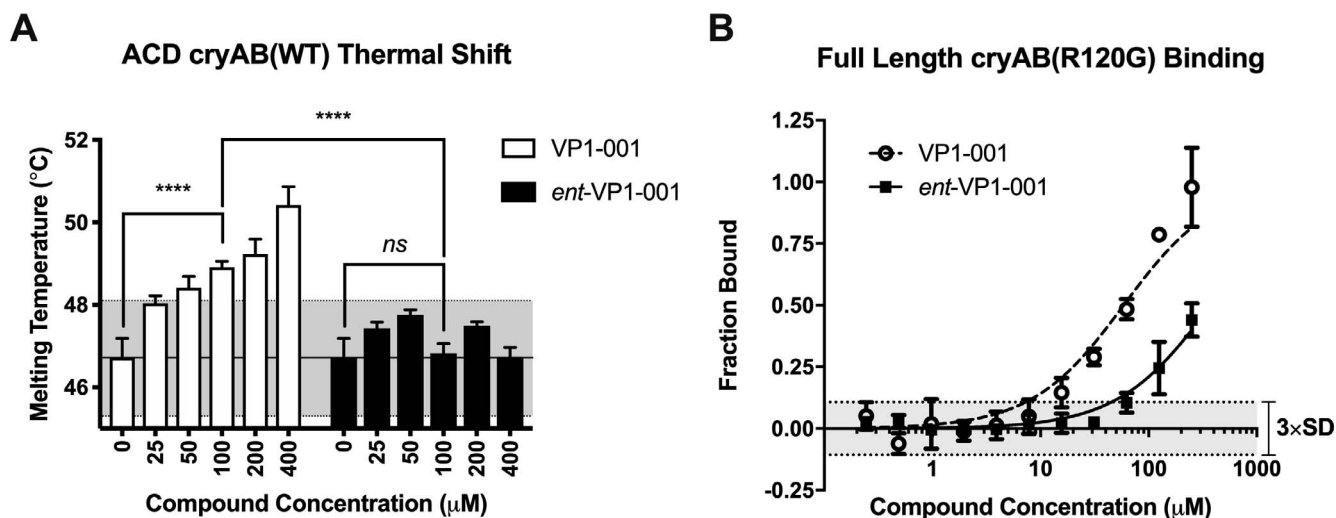 A
ACD cryAB(WT) Thermal Shift
****
****
ns
VP1-001
ent-VP1-001
Melting Temperature (°C)
52
50
48
46
0 25 50 100 200 400 0 25 50 100 200 400
Compound Concentration (μM)
B
Full Length cryAB(R120G) Binding
VP1-001
ent-VP1-001
Fraction Bound
1.25
1.00
0.75
0.50
0.25
0.00
-0.25
3×SD
1 10 100 1000
Compound Concentration (μM)